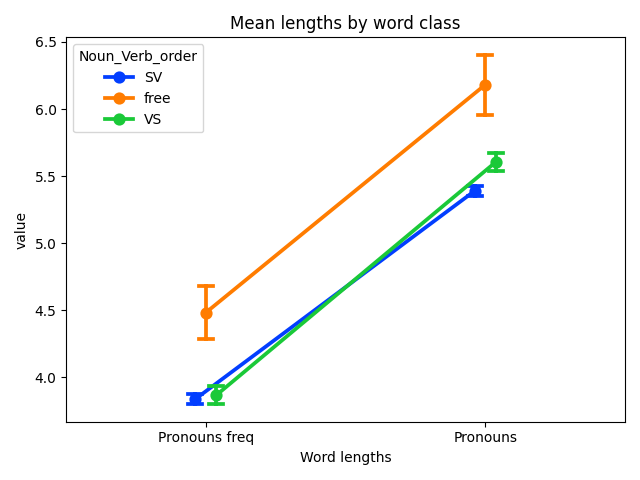 Mean lengths by word class
Noun_Verb_order
SV
free
VS
value
6.5
6.0
5.5
5.0
4.5
4.0
Pronouns freq
Pronouns
Word lengths